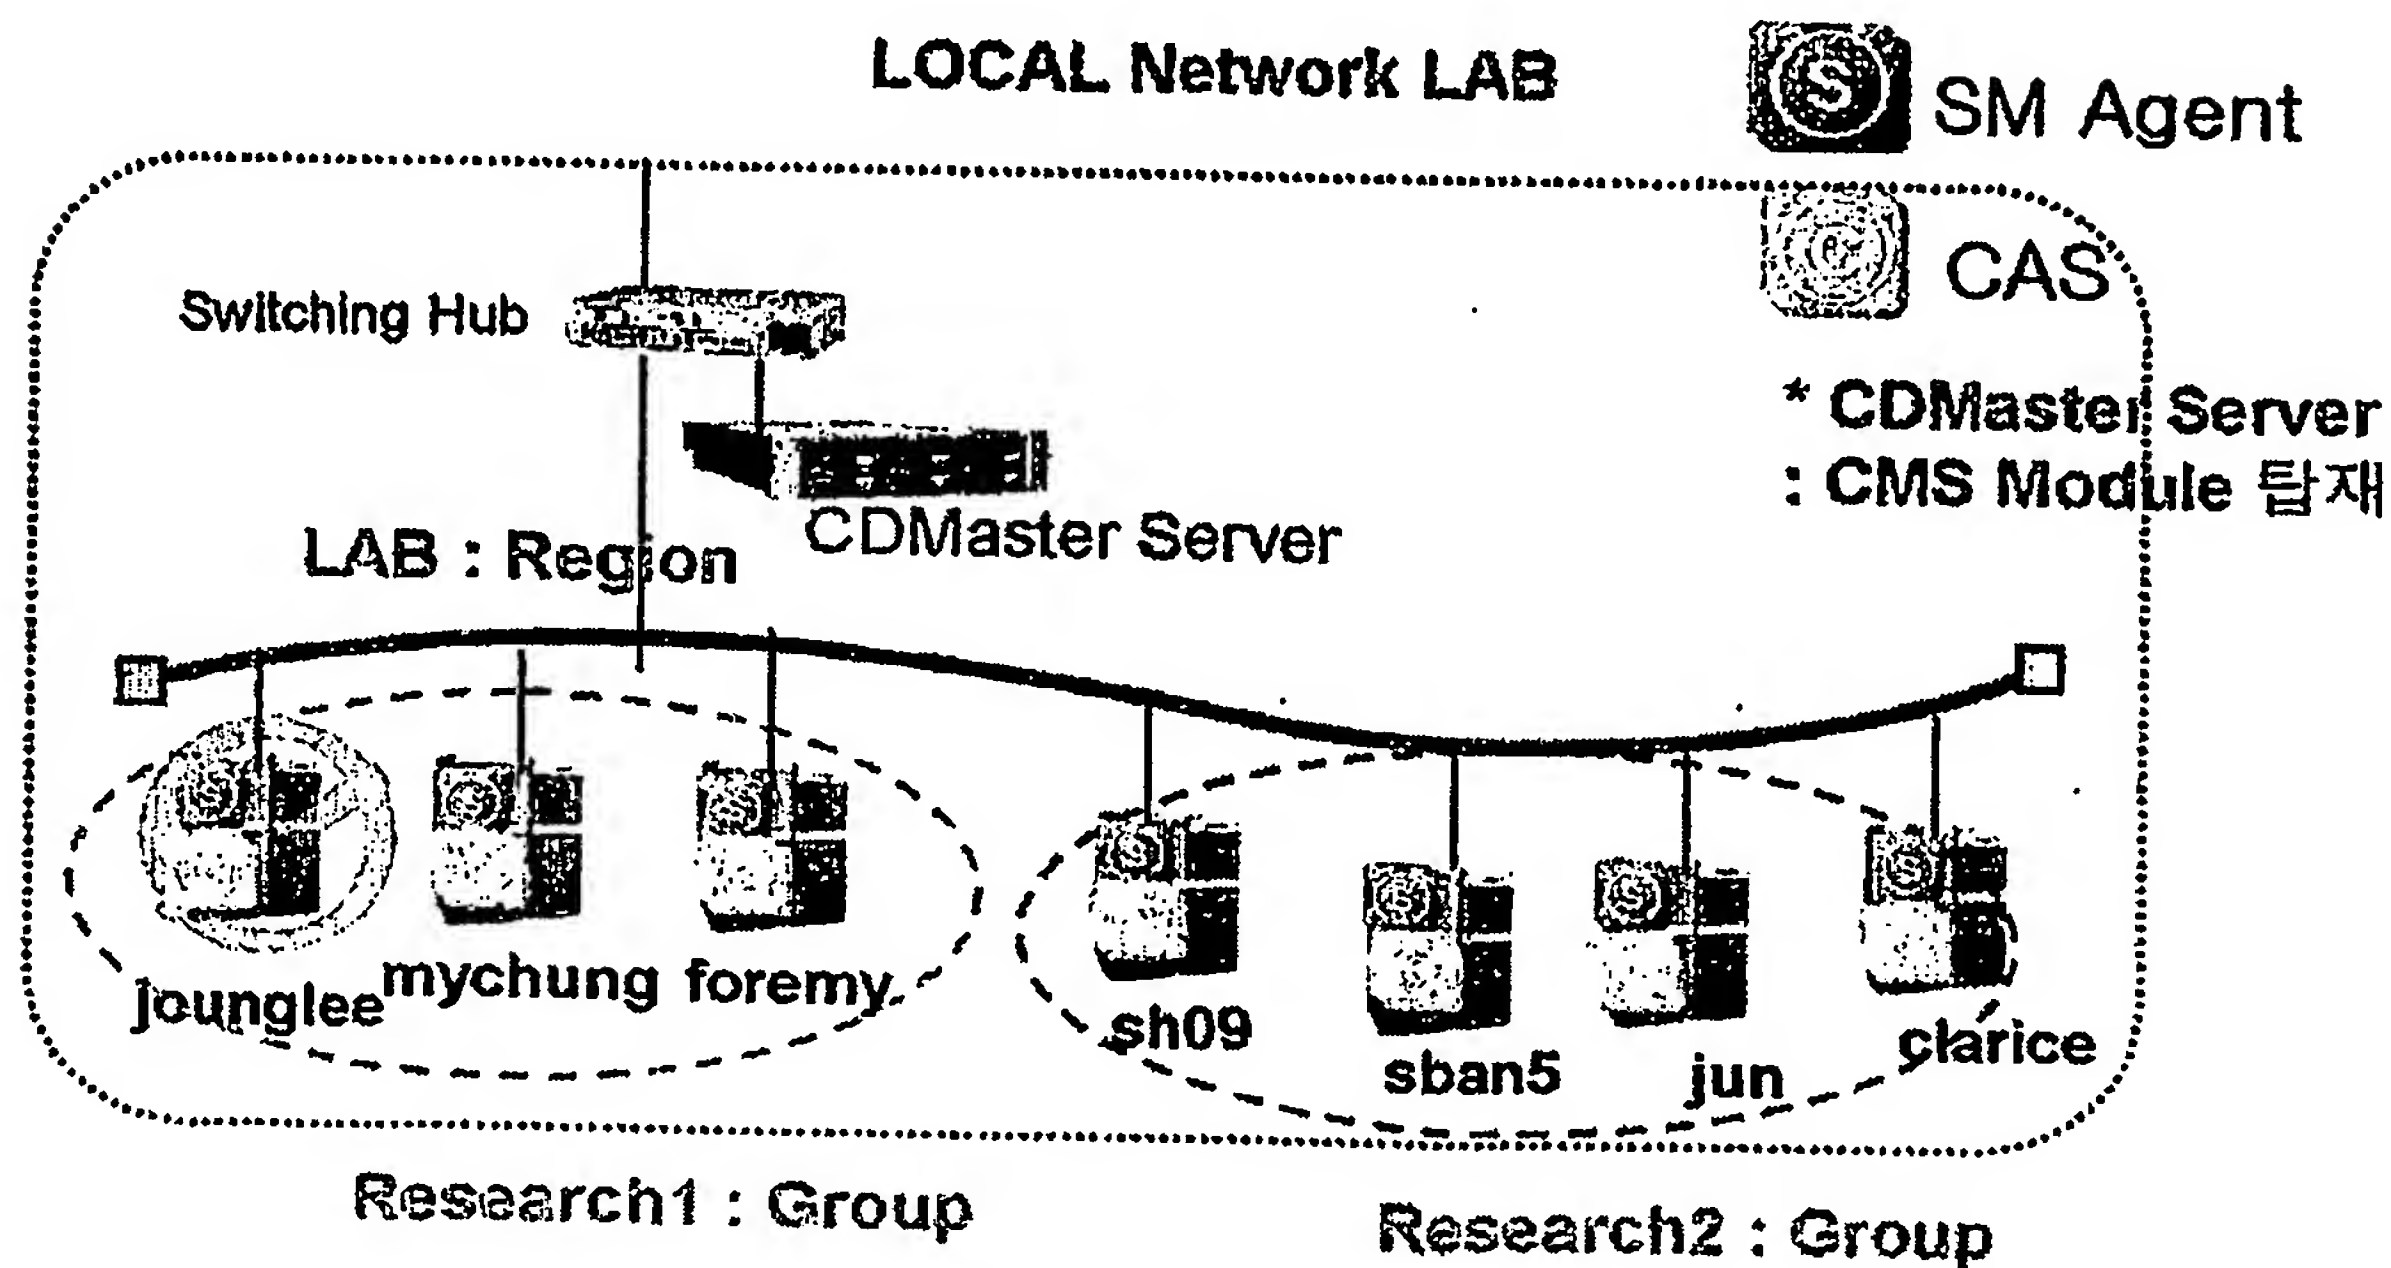 LOCAL Network LAB
SM Agent
CAS
Switching Hub
* CDMaster Server
: CMS Module 탑재
CDMaster Server
LAB : Region
jounglee
mychung
foremy
sh09
sban5
jun
clarice
Research1 : Group
Research2 : Group